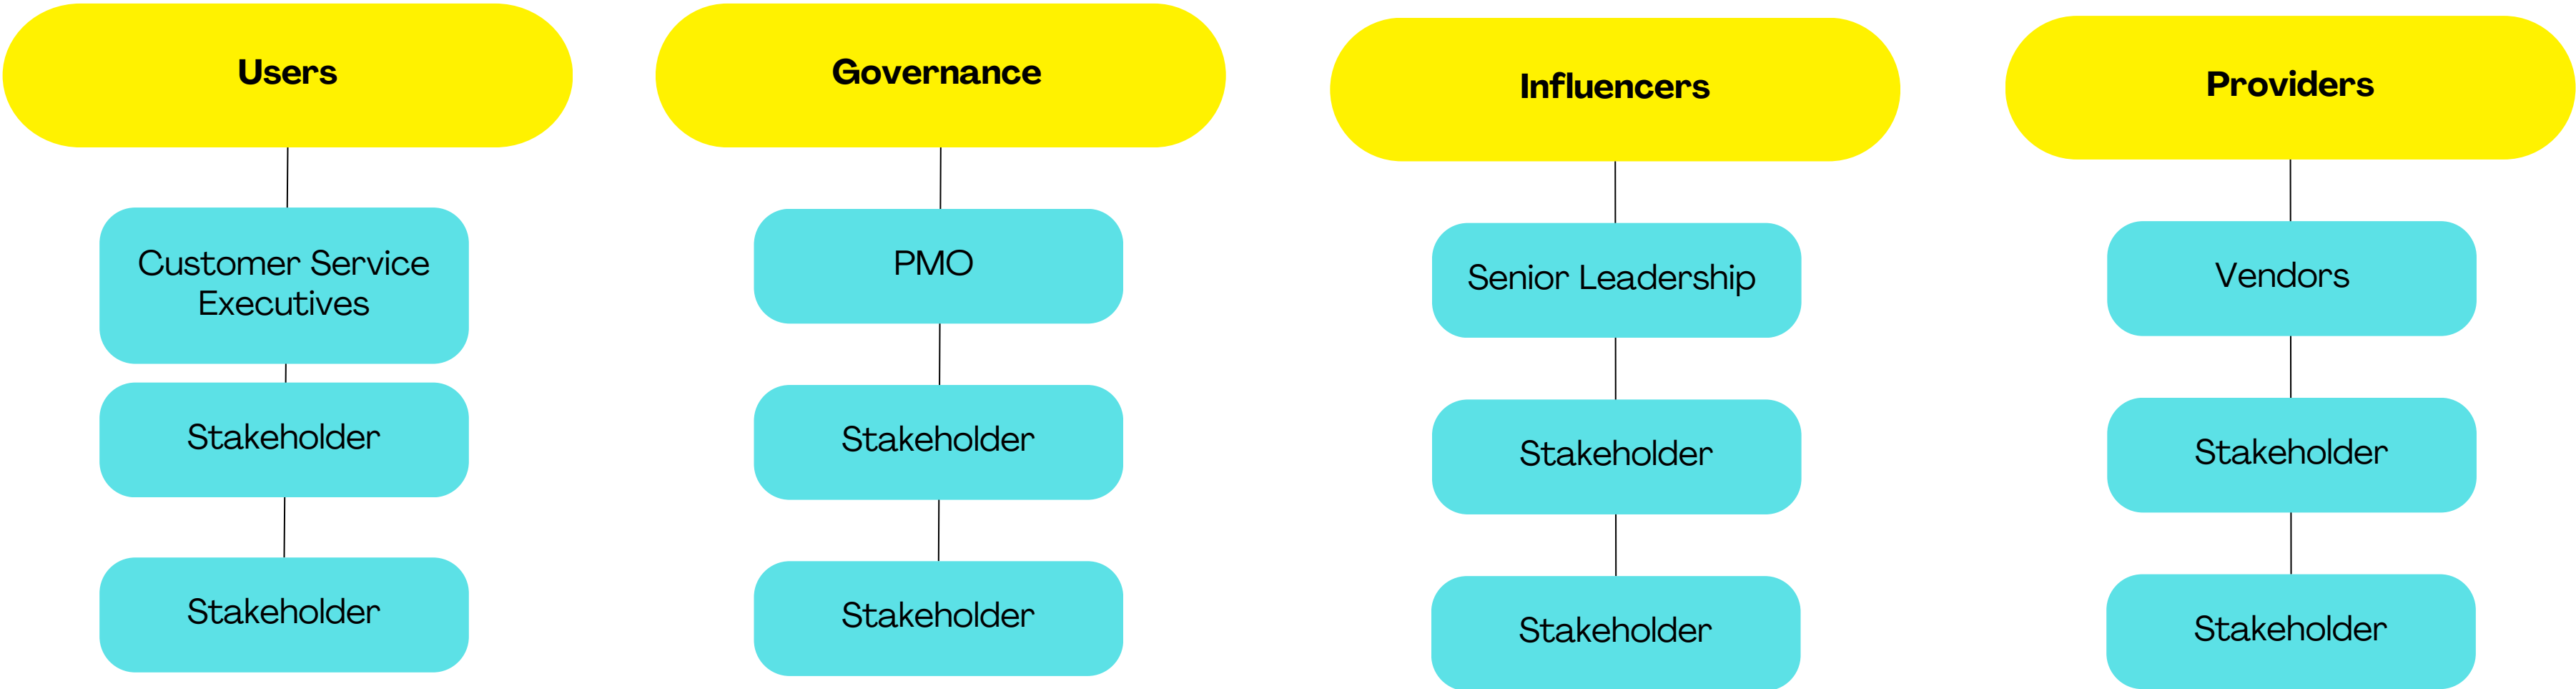 Users
Customer Service
Executives
Stakeholder
Stakeholder
Governance
PMO
Stakeholder
Stakeholder
Influencers
Senior Leadership
Stakeholder
Stakeholder
Providers
Vendors
Stakeholder
Stakeholder